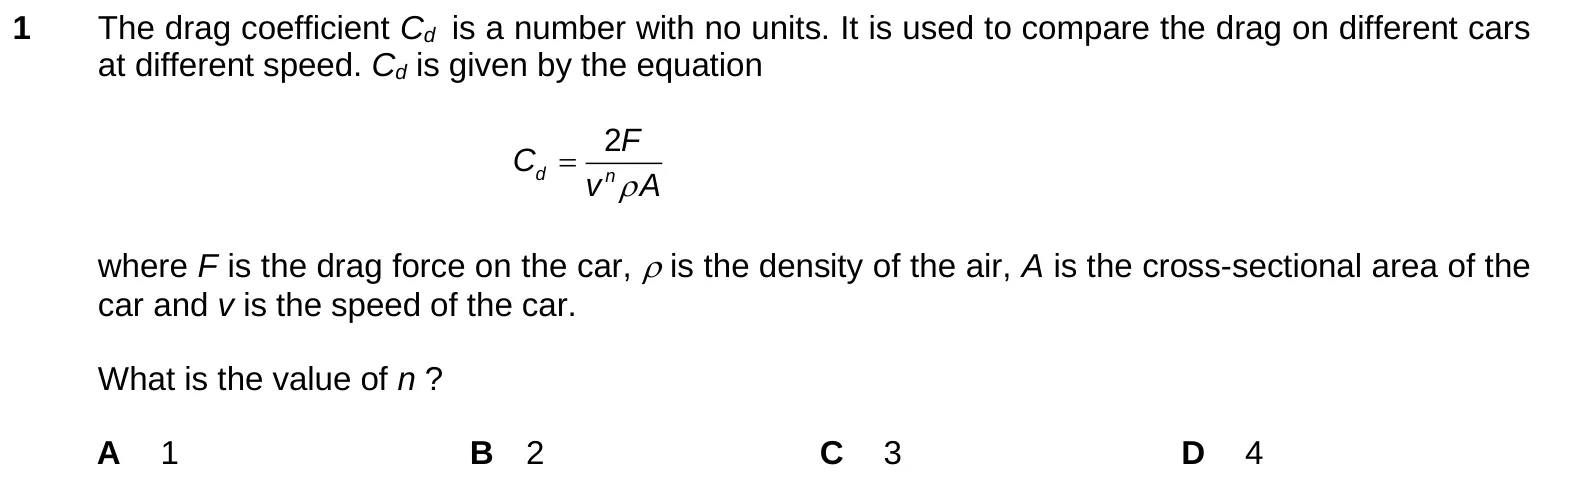 1 The drag coefficient Cd is a number with no units. It is used to compare the drag on different cars
at different speed. Cd is given by the equation
Cd = 2F / vⁿρA
where F is the drag force on the car, ρ is the density of the air, A is the cross-sectional area of the
car and v is the speed of the car.
What is the value of n ?
A 1 B 2 C 3 D 4